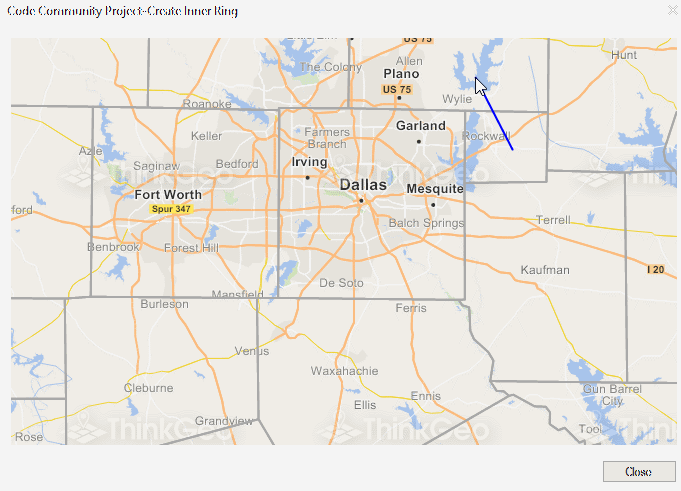 Code Community Project-Create Inner Ring
US 75
Hunt
The Colony
Allen
Plano
US 75
Wylie
Roanoke
Garland
Keller
Farmers
Branch
Rockwall
Azle
Saginaw
Bedford
Irving
ThinkGeo
ThinkGeo
ThinkGeo
Fort Worth
Dallas
Mesquite
Spur 347
ford
Balch Springs
Terrell
Benbrook
Forest Hill
Kaufman
I 20
De Soto
Mansfield
Burleson
Ferris
Venus
Waxahachie
Cleburne
Gun Barrel
City
Ennis
Ellis
Grandview
Tool
Rose
ThinkGeo
ThinkGeo
ThinkGeo
Close